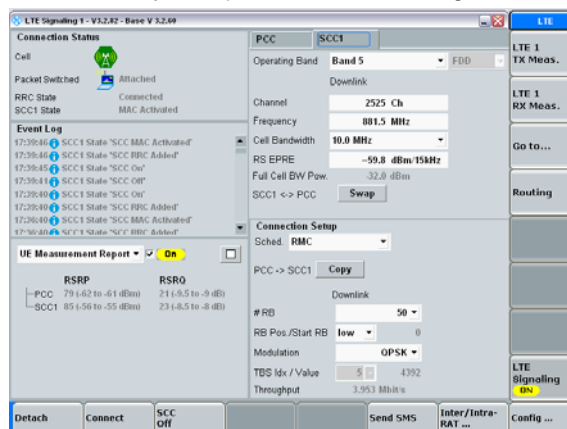 LTE Signaling 1 - V3.2.82 - Base V 3.2.60
LTE
Connection Status
Cell
Packet Switched Attached
RRC State Connected
SCC1 State MAC Activated
Event Log
17:39:46 SCC1 State "SCC MAC Activated"
17:39:46 SCC1 State "SCC RRC Added"
17:39:45 SCC1 State "SCC On"
17:39:41 SCC1 State "SCC Off"
17:39:40 SCC1 State "SCC On"
17:39:40 SCC1 State "SCC RRC Added"
17:36:40 SCC1 State "SCC MAC Activated"
17:36:40 SCC1 State "SCC RRC Added"
UE Measurement Report On
RSRP RSRQ
PCC 79 (-62 to -61 dBm) 21 (-9.5 to -9 dB)
SCC1 85 (-56 to -55 dBm) 23 (-8.5 to -8 dB)
PCC SCC1
Operating Band Band 5 FDD
Downlink
Channel 2525 Ch
Frequency 881.5 MHz
Cell Bandwidth 10.0 MHz
RS EPRE -59.8 dBm/15kHz
Full Cell BW Pow. -32.0 dBm
SCC1 <-> PCC Swap
Connection Setup
Sched. RMC
PCC -> SCC1 Copy
Downlink
# RB 50
RB Pos./Start RB low 0
Modulation QPSK
TBS Idx / Value 5 4392
Throughput 3.953 Mbit/s
LTE 1
TX Meas.
LTE 1
RX Meas.
Go to...
Routing
LTE
Signaling
ON
Detach
Connect
SCC
Off
Send SMS
Inter/Intra-
RAT ...
Config ...